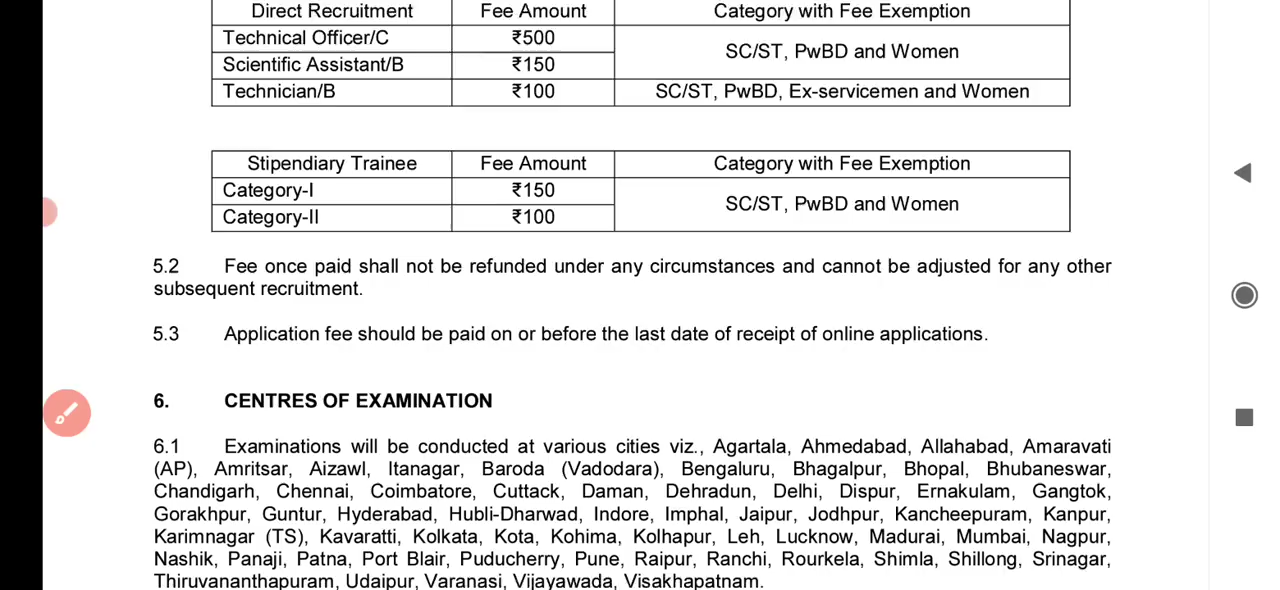 Direct Recruitment Fee Amount Category with Fee Exemption
Technical Officer/C ₹500 SC/ST, PwBD and Women
Scientific Assistant/B ₹150
Technician/B ₹100 SC/ST, PwBD, Ex-servicemen and Women
Stipendiary Trainee Fee Amount Category with Fee Exemption
Category-I ₹150 SC/ST, PwBD and Women
Category-II ₹100
5.2 Fee once paid shall not be refunded under any circumstances and cannot be adjusted for any other
subsequent recruitment.
5.3 Application fee should be paid on or before the last date of receipt of online applications.
6. CENTRES OF EXAMINATION
6.1 Examinations will be conducted at various cities viz., Agartala, Ahmedabad, Allahabad, Amaravati
(AP), Amritsar, Aizawl, Itanagar, Baroda (Vadodara), Bengaluru, Bhagalpur, Bhopal, Bhubaneswar,
Chandigarh, Chennai, Coimbatore, Cuttack, Daman, Dehradun, Delhi, Dispur, Ernakulam, Gangtok,
Gorakhpur, Guntur, Hyderabad, Hubli-Dharwad, Indore, Imphal, Jaipur, Jodhpur, Kancheepuram, Kanpur,
Karimnagar (TS), Kavaratti, Kolkata, Kota, Kohima, Kolhapur, Leh, Lucknow, Madurai, Mumbai, Nagpur,
Nashik, Panaji, Patna, Port Blair, Puducherry, Pune, Raipur, Ranchi, Rourkela, Shimla, Shillong, Srinagar,
Thiruvananthapuram, Udaipur, Varanasi, Vijayawada, Visakhapatnam.